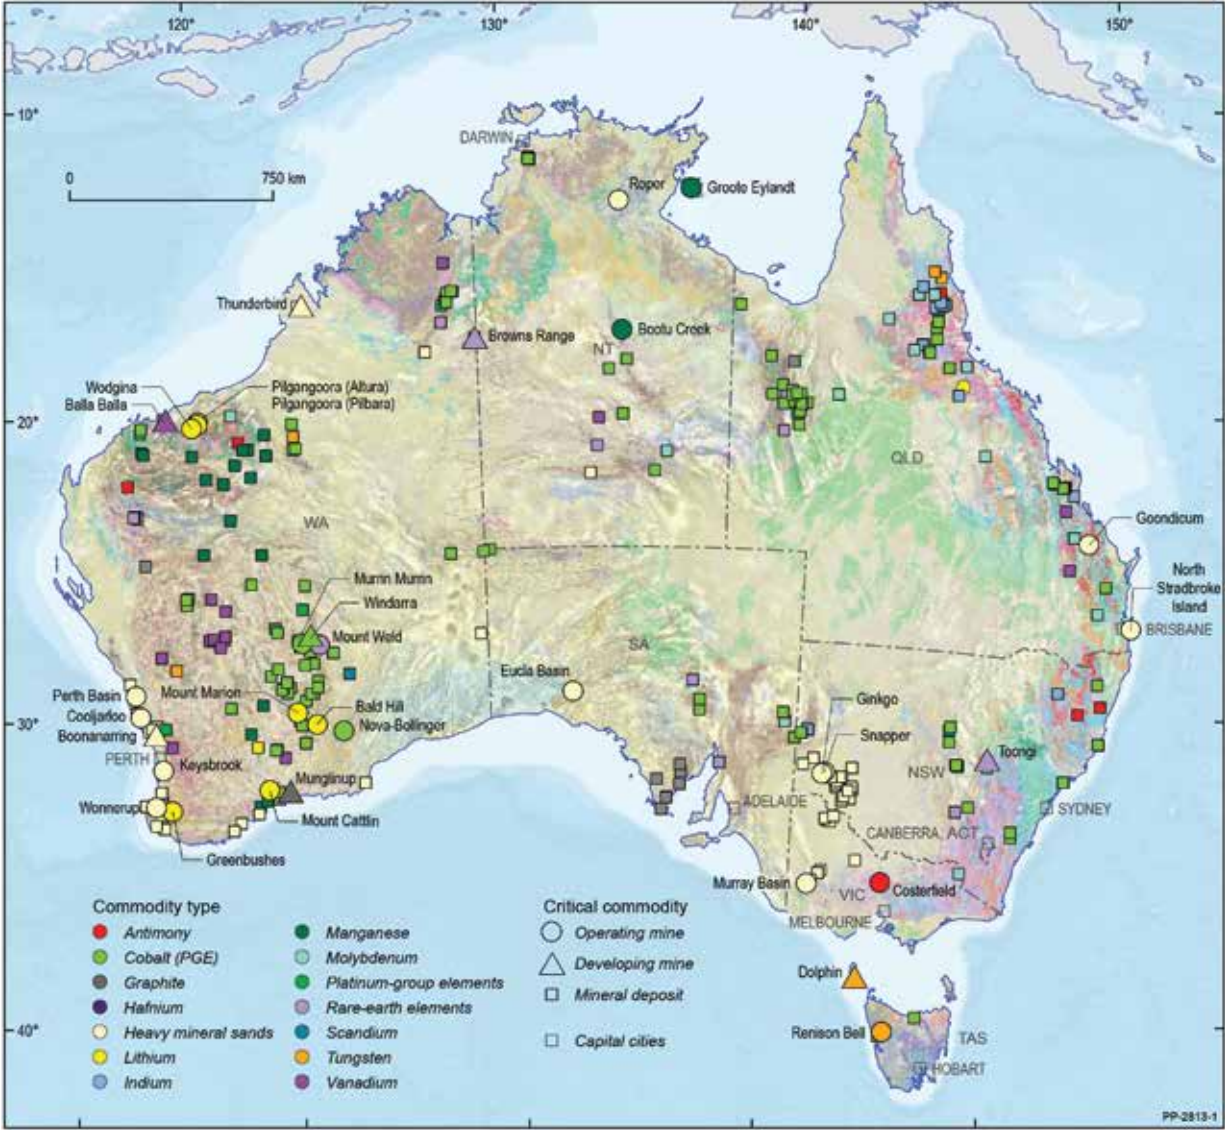 120°
130°
140°
150°
10°
DARWIN
0
750 km
Roper
Groote Eylandt
Thunderbird
Browns Range
Bootu Creek
NT
Wodgina
Balla Balla
Pilgangoora (Altura)
Pilgangoora (Pilbara)
20°
QLD
WA
Goondicum
North
Stradbroke
Island
BRISBANE
Murrin Murrin
Windarra
Mount Weld
SA
Eucla Basin
Perth Basin
Cooljarloo
Boonanarring
PERTH
Mount Marion
Bald Hill
Nova-Bollinger
30°
Ginkgo
Snapper
Toongi
NSW
Keysbrook
Munglinup
Wonnerup
Mount Cattlin
Greenbushes
ADELAIDE
SYDNEY
CANBERRA, ACT
Murray Basin
VIC
Costerfield
MELBOURNE
Dolphin
Renison Bell
TAS
HOBART
40°
Commodity type
Antimony
Cobalt (PGE)
Graphite
Hafnium
Heavy mineral sands
Lithium
Indium
Manganese
Molybdenum
Platinum-group elements
Rare-earth elements
Scandium
Tungsten
Vanadium
Critical commodity
Operating mine
Developing mine
Mineral deposit
Capital cities
PP-2813-1